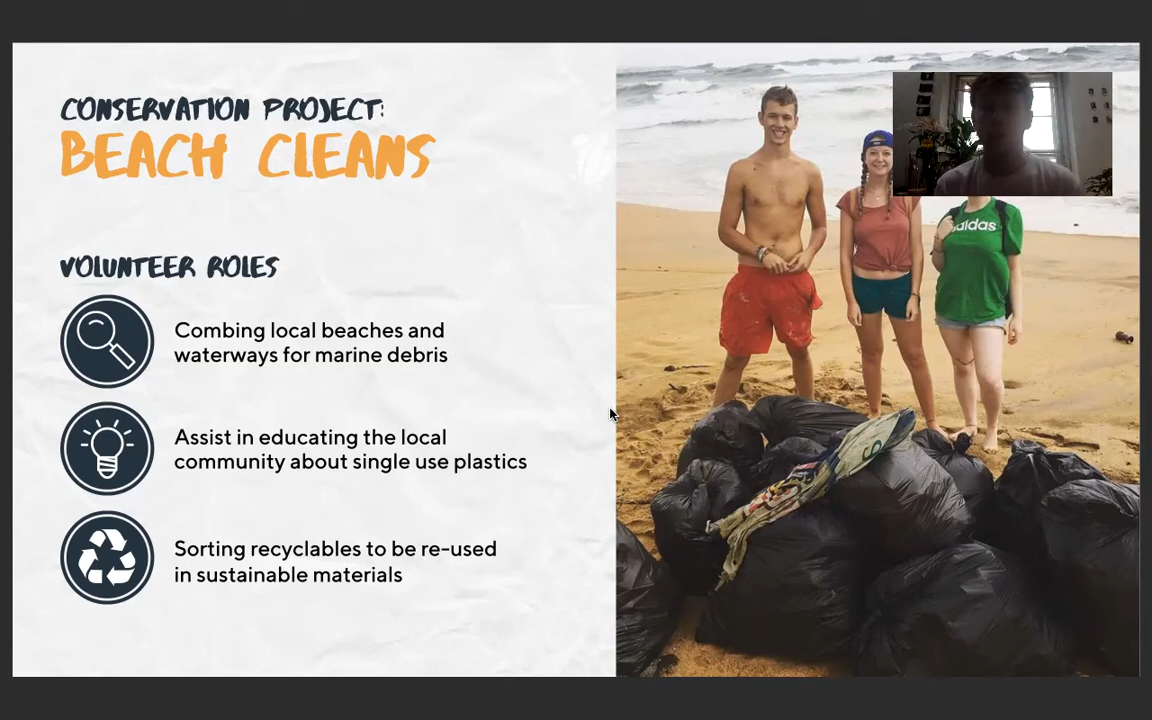 CONSERVATION PROJECT:
BEACH CLEANS
VOLUNTEER ROLES
Combing local beaches and
waterways for marine debris
Assist in educating the local
community about single use plastics
Sorting recyclables to be re-used
in sustainable materials
adidas